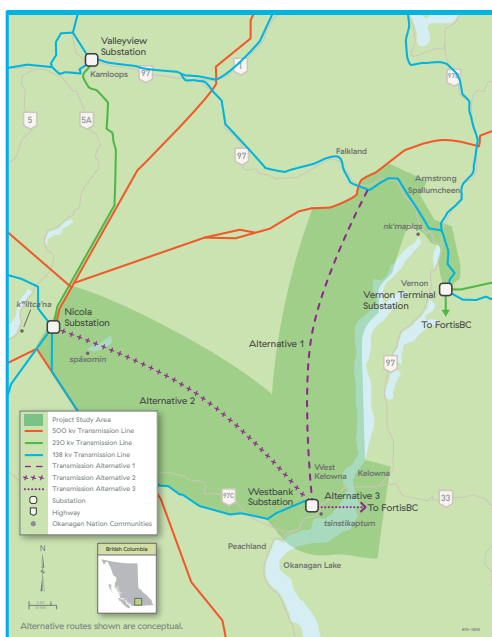 Valleyview
Substation
Kamloops
97
1
97B
5
5A
97
Falkland
Armstrong
Spallumcheen
nk'maplqs
Vernon
Vernon Terminal
Substation
To FortisBC
Nicola
Substation
spáx̌omin
Alternative 1
97
Alternative 2
Project Study Area
500 kv Transmission Line
230 kv Transmission Line
138 kv Transmission Line
Transmission Alternative 1
Transmission Alternative 2
Transmission Alternative 3
Substation
Highway
Okanagan Nation Communities
West
Kelowna
Kelowna
97C
Westbank
Substation
Alternative 3
To FortisBC
33
tsinstikaptum
Peachland
Okanagan Lake
N
British Columbia
Alternative routes shown are conceptual.